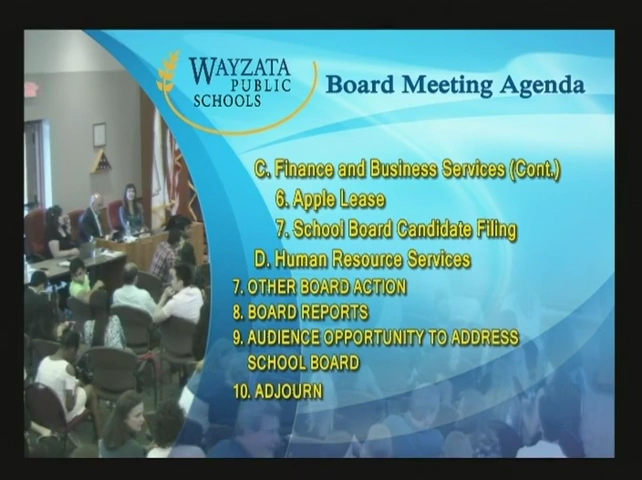 WAYZATA
PUBLIC
SCHOOLS
Board Meeting Agenda
C. Finance and Business Services (Cont.)
6. Apple Lease
7. School Board Candidate Filing
D. Human Resource Services
7. OTHER BOARD ACTION
8. BOARD REPORTS
9. AUDIENCE OPPORTUNITY TO ADDRESS
SCHOOL BOARD
10. ADJOURN